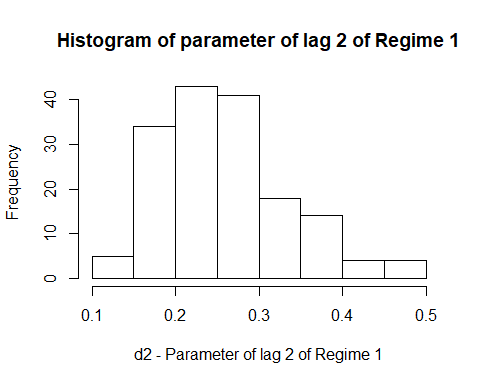 Histogram of parameter of lag 2 of Regime 1
Frequency
40
30
20
10
0
0.1 0.2 0.3 0.4 0.5
d2 - Parameter of lag 2 of Regime 1